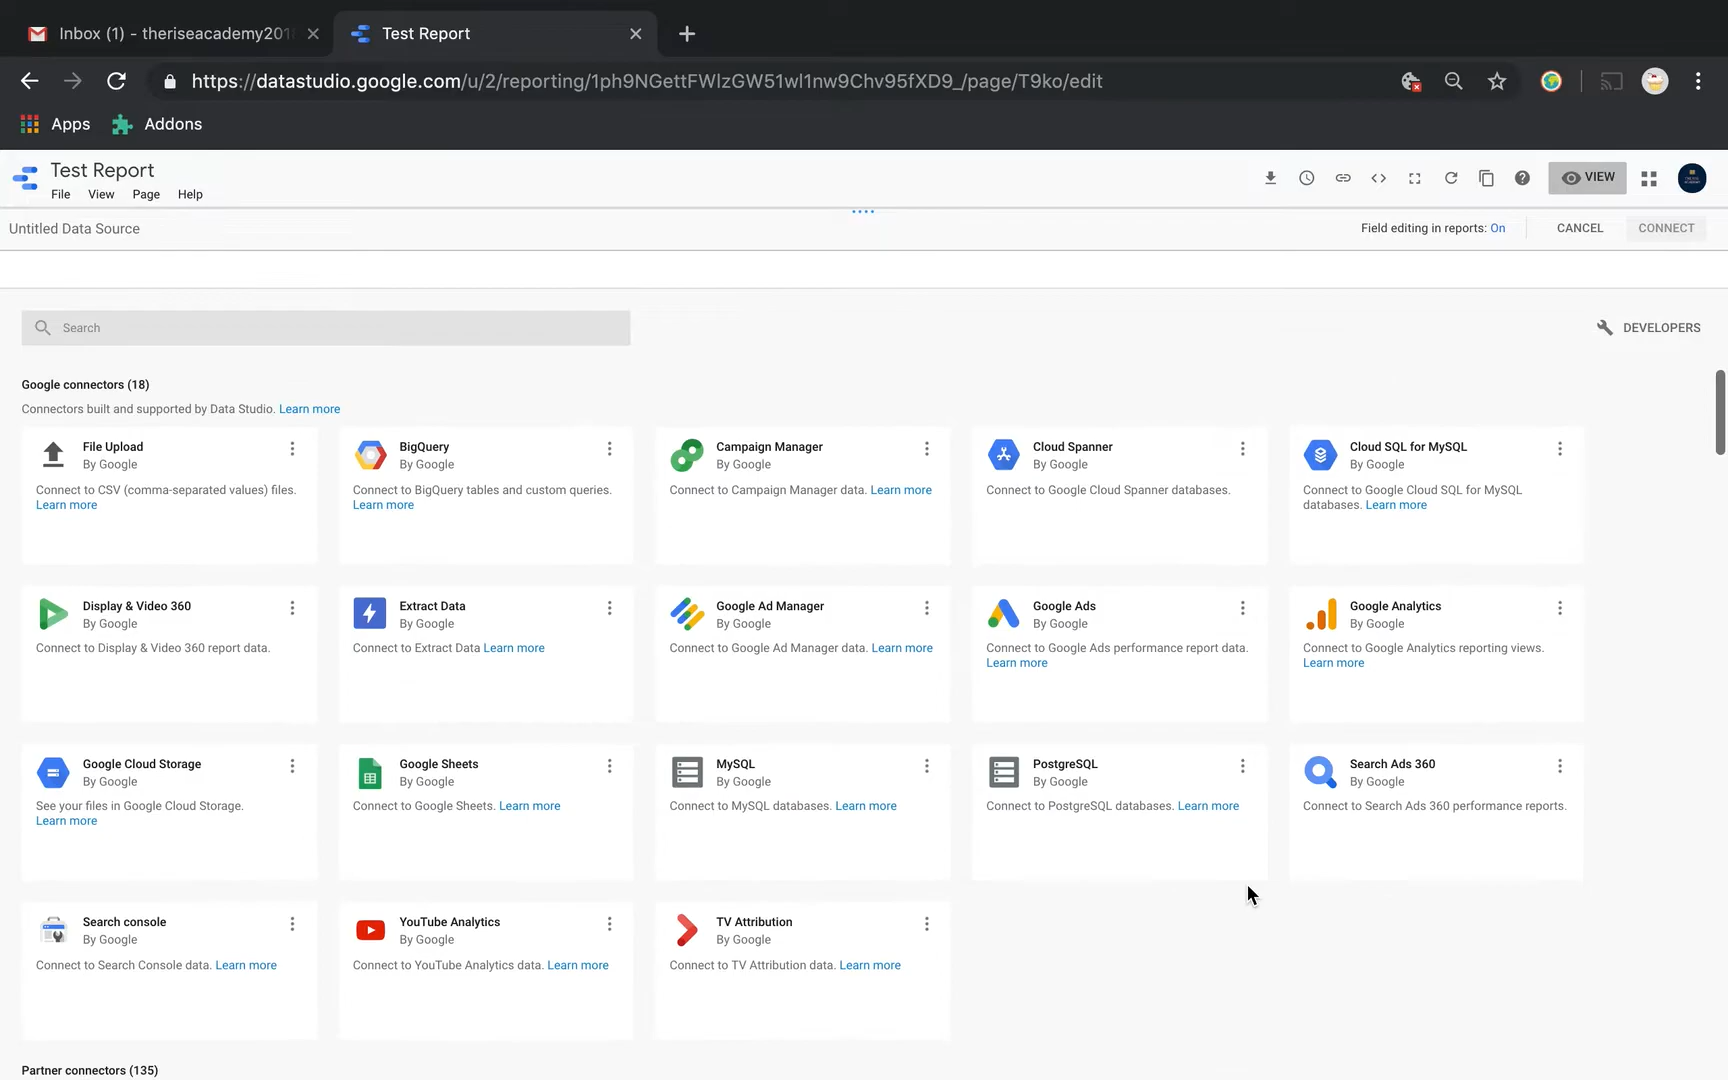 Inbox (1) - theriseacademy201
Test Report
https://datastudio.google.com/u/2/reporting/1ph9NGettFWlzGW51wl1nw9Chv95fXD9_/page/T9ko/edit
Apps
Addons
Test Report
File
View
Page
Help
VIEW
Untitled Data Source
Field editing in reports: On
CANCEL
CONNECT
Search
DEVELOPERS
Google connectors (18)
Connectors built and supported by Data Studio. Learn more
File Upload
By Google
Connect to CSV (comma-separated values) files.
Learn more
BigQuery
By Google
Connect to BigQuery tables and custom queries.
Learn more
Campaign Manager
By Google
Connect to Campaign Manager data. Learn more
Cloud Spanner
By Google
Connect to Google Cloud Spanner databases.
Cloud SQL for MySQL
By Google
Connect to Google Cloud SQL for MySQL
databases. Learn more
Display & Video 360
By Google
Connect to Display & Video 360 report data.
Extract Data
By Google
Connect to Extract Data Learn more
Google Ad Manager
By Google
Connect to Google Ad Manager data. Learn more
Google Ads
By Google
Connect to Google Ads performance report data.
Learn more
Google Analytics
By Google
Connect to Google Analytics reporting views.
Learn more
Google Cloud Storage
By Google
See your files in Google Cloud Storage.
Learn more
Google Sheets
By Google
Connect to Google Sheets. Learn more
MySQL
By Google
Connect to MySQL databases. Learn more
PostgreSQL
By Google
Connect to PostgreSQL databases. Learn more
Search Ads 360
By Google
Connect to Search Ads 360 performance reports.
Search console
By Google
Connect to Search Console data. Learn more
YouTube Analytics
By Google
Connect to YouTube Analytics data. Learn more
TV Attribution
By Google
Connect to TV Attribution data. Learn more
Partner connectors (135)